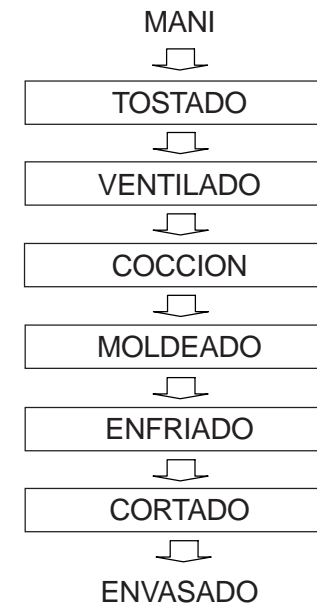 MANI
TOSTADO
VENTILADO
COCCION
MOLDEADO
ENFRIADO
CORTADO
ENVASADO